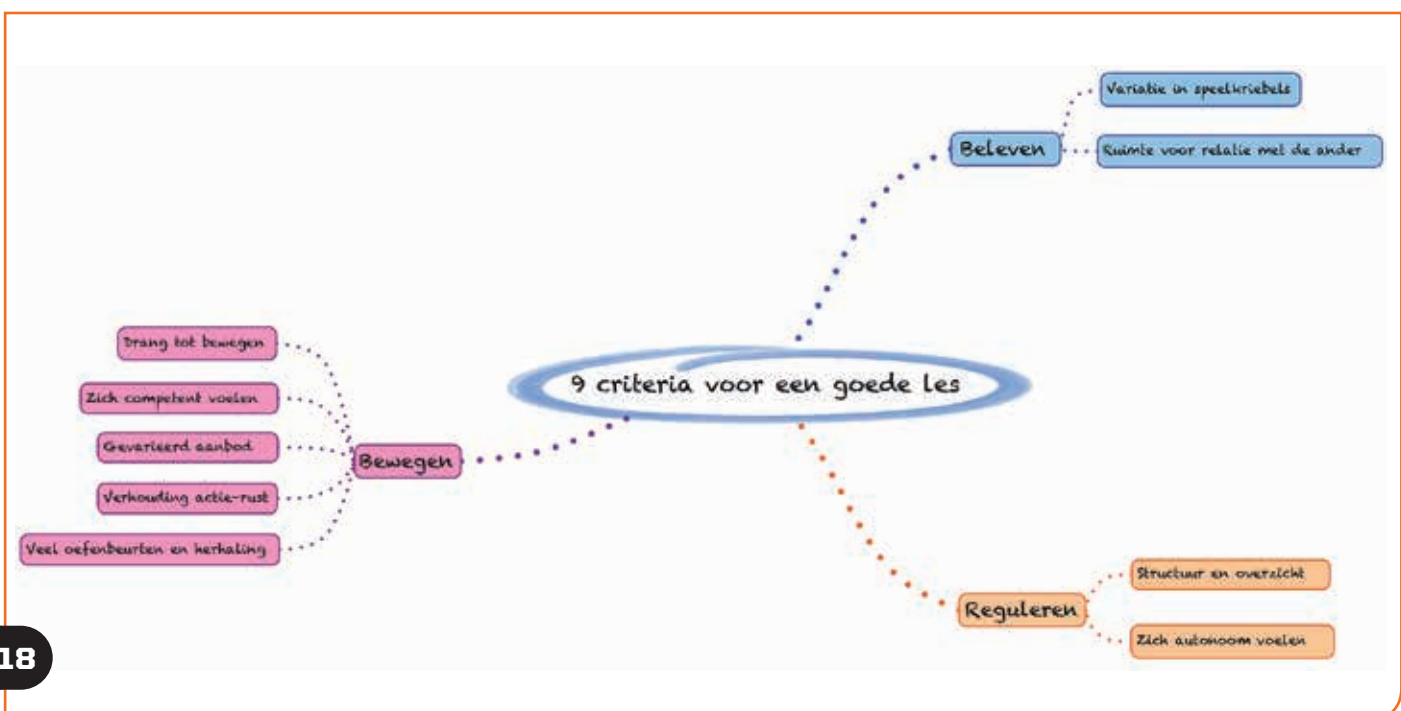 9 criteria voor een goede les
Beleven
Variatie in speelkriebels
Ruimte voor relatie met de ander
Bewegen
Drang tot bewegen
Zich competent voelen
Gevarieerd aanbod
Verhouding actie-rust
Veel oefenbeurten en herhaling
Reguleren
Structuur en overzicht
Zich autonoom voelen
18